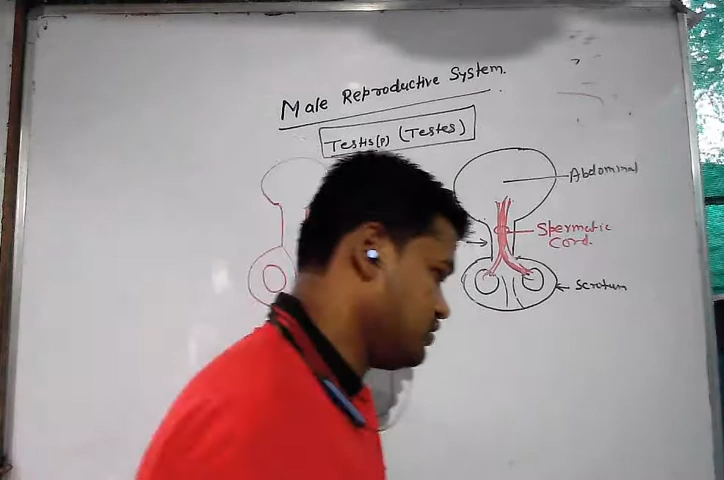 Male Reproductive System.
Testis(P) (Testes)
Abdominal
Spermatic
Cord.
Scrotum